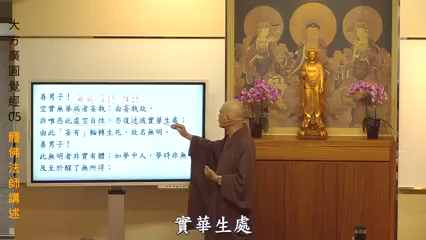 大方廣圓覺經05
體佛法師講述
善男子！
空實無華病者妄執；由妄執故，
非唯惑此虛空自性，亦復迷彼實華生處；
由此「妄有」輪轉生死，故名無明。
善男子！
此無明者非實有體；如夢中人，夢時非無
及至於醒了無所得；
實華生處